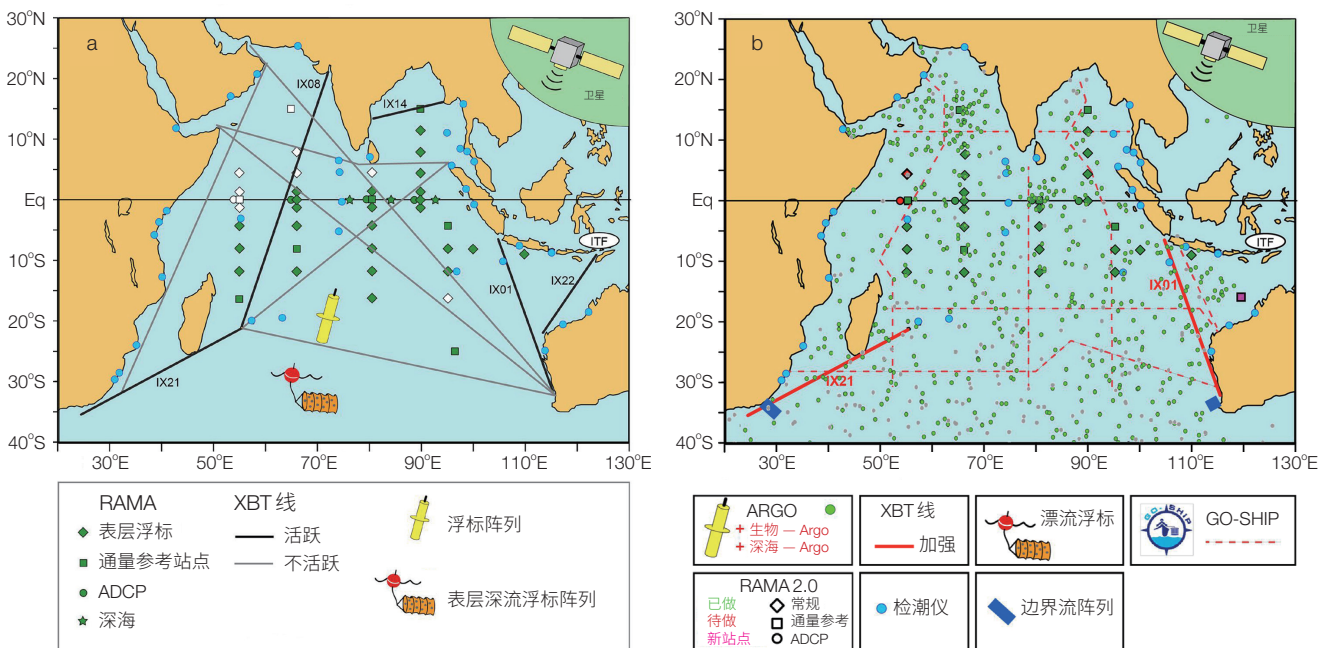 a
30°N
20°N
10°N
Eq
10°S
20°S
30°S
40°S
30°E
50°E
70°E
90°E
110°E
130°E
IX08
IX14
IX01
IX22
IX21
ITF
卫星
RAMA
表层浮标
通量参考站点
ADCP
深海
XBT 线
活跃
不活跃
浮标阵列
表层深流浮标阵列
b
30°N
20°N
10°N
Eq
10°S
20°S
30°S
40°S
30°E
50°E
70°E
90°E
110°E
130°E
IX01
IX21
ITF
卫星
ARGO
+ 生物 — Argo
+ 深海 — Argo
XBT 线
加强
漂流浮标
GO-SHIP
GO-SHIP
RAMA 2.0
已做
常规
待做
通量参考
新站点
ADCP
检潮仪
边界流阵列